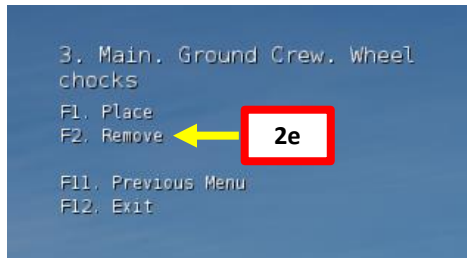 3. Main. Ground Crew. Wheel
chocks
F1. Place
F2. Remove
2e
F11. Previous Menu
F12. Exit